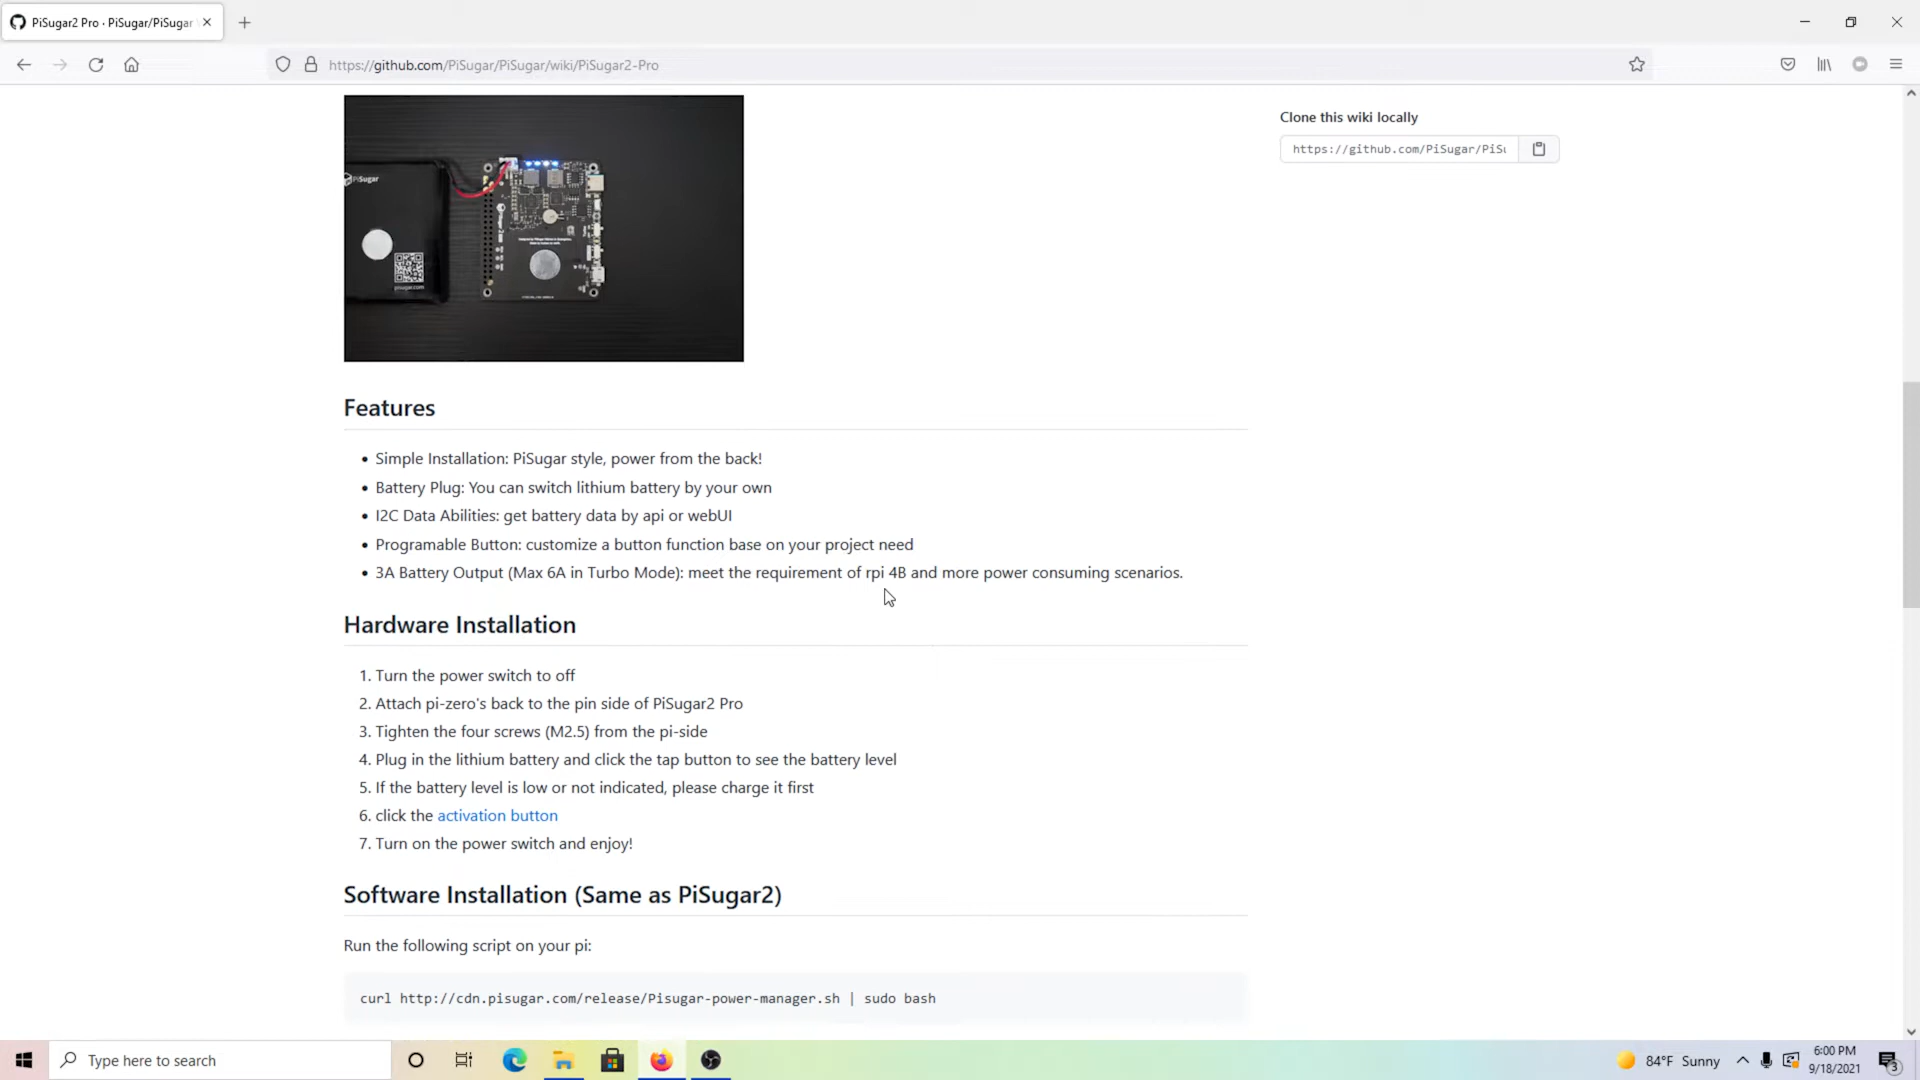 PiSugar2 Pro · PiSugar/PiSugar
https://github.com/PiSugar/PiSugar/wiki/PiSugar2-Pro
Clone this wiki locally
https://github.com/PiSugar/PiSu
PiSugar
Features
• Simple Installation: PiSugar style, power from the back!
• Battery Plug: You can switch lithium battery by your own
• I2C Data Abilities: get battery data by api or webUI
• Programable Button: customize a button function base on your project need
• 3A Battery Output (Max 6A in Turbo Mode): meet the requirement of rpi 4B and more power consuming scenarios.
Hardware Installation
1. Turn the power switch to off
2. Attach pi-zero's back to the pin side of PiSugar2 Pro
3. Tighten the four screws (M2.5) from the pi-side
4. Plug in the lithium battery and click the tap button to see the battery level
5. If the battery level is low or not indicated, please charge it first
6. click the activation button
7. Turn on the power switch and enjoy!
Software Installation (Same as PiSugar2)
Run the following script on your pi:
curl http://cdn.pisugar.com/release/Pisugar-power-manager.sh | sudo bash
Type here to search
84°F Sunny
6:00 PM
9/18/2021
3